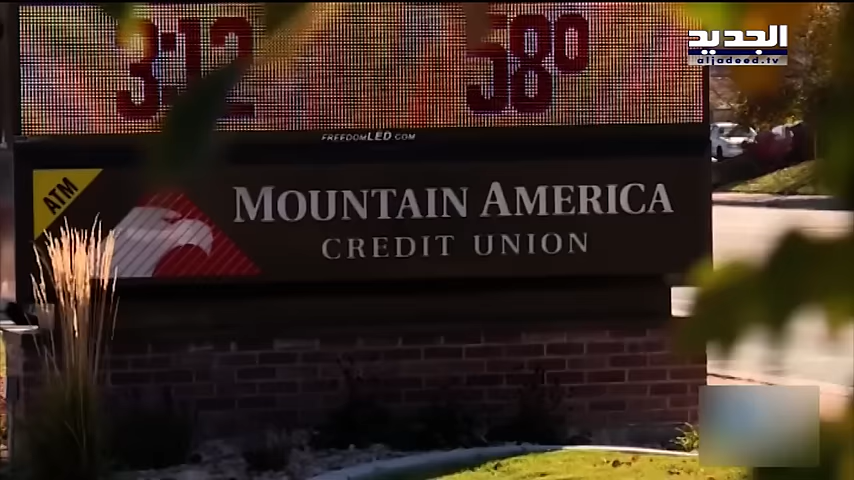 3:12 58°
الجديد
aljadeed.tv
FREEDOMLED.COM
ATM
MOUNTAIN AMERICA
CREDIT UNION